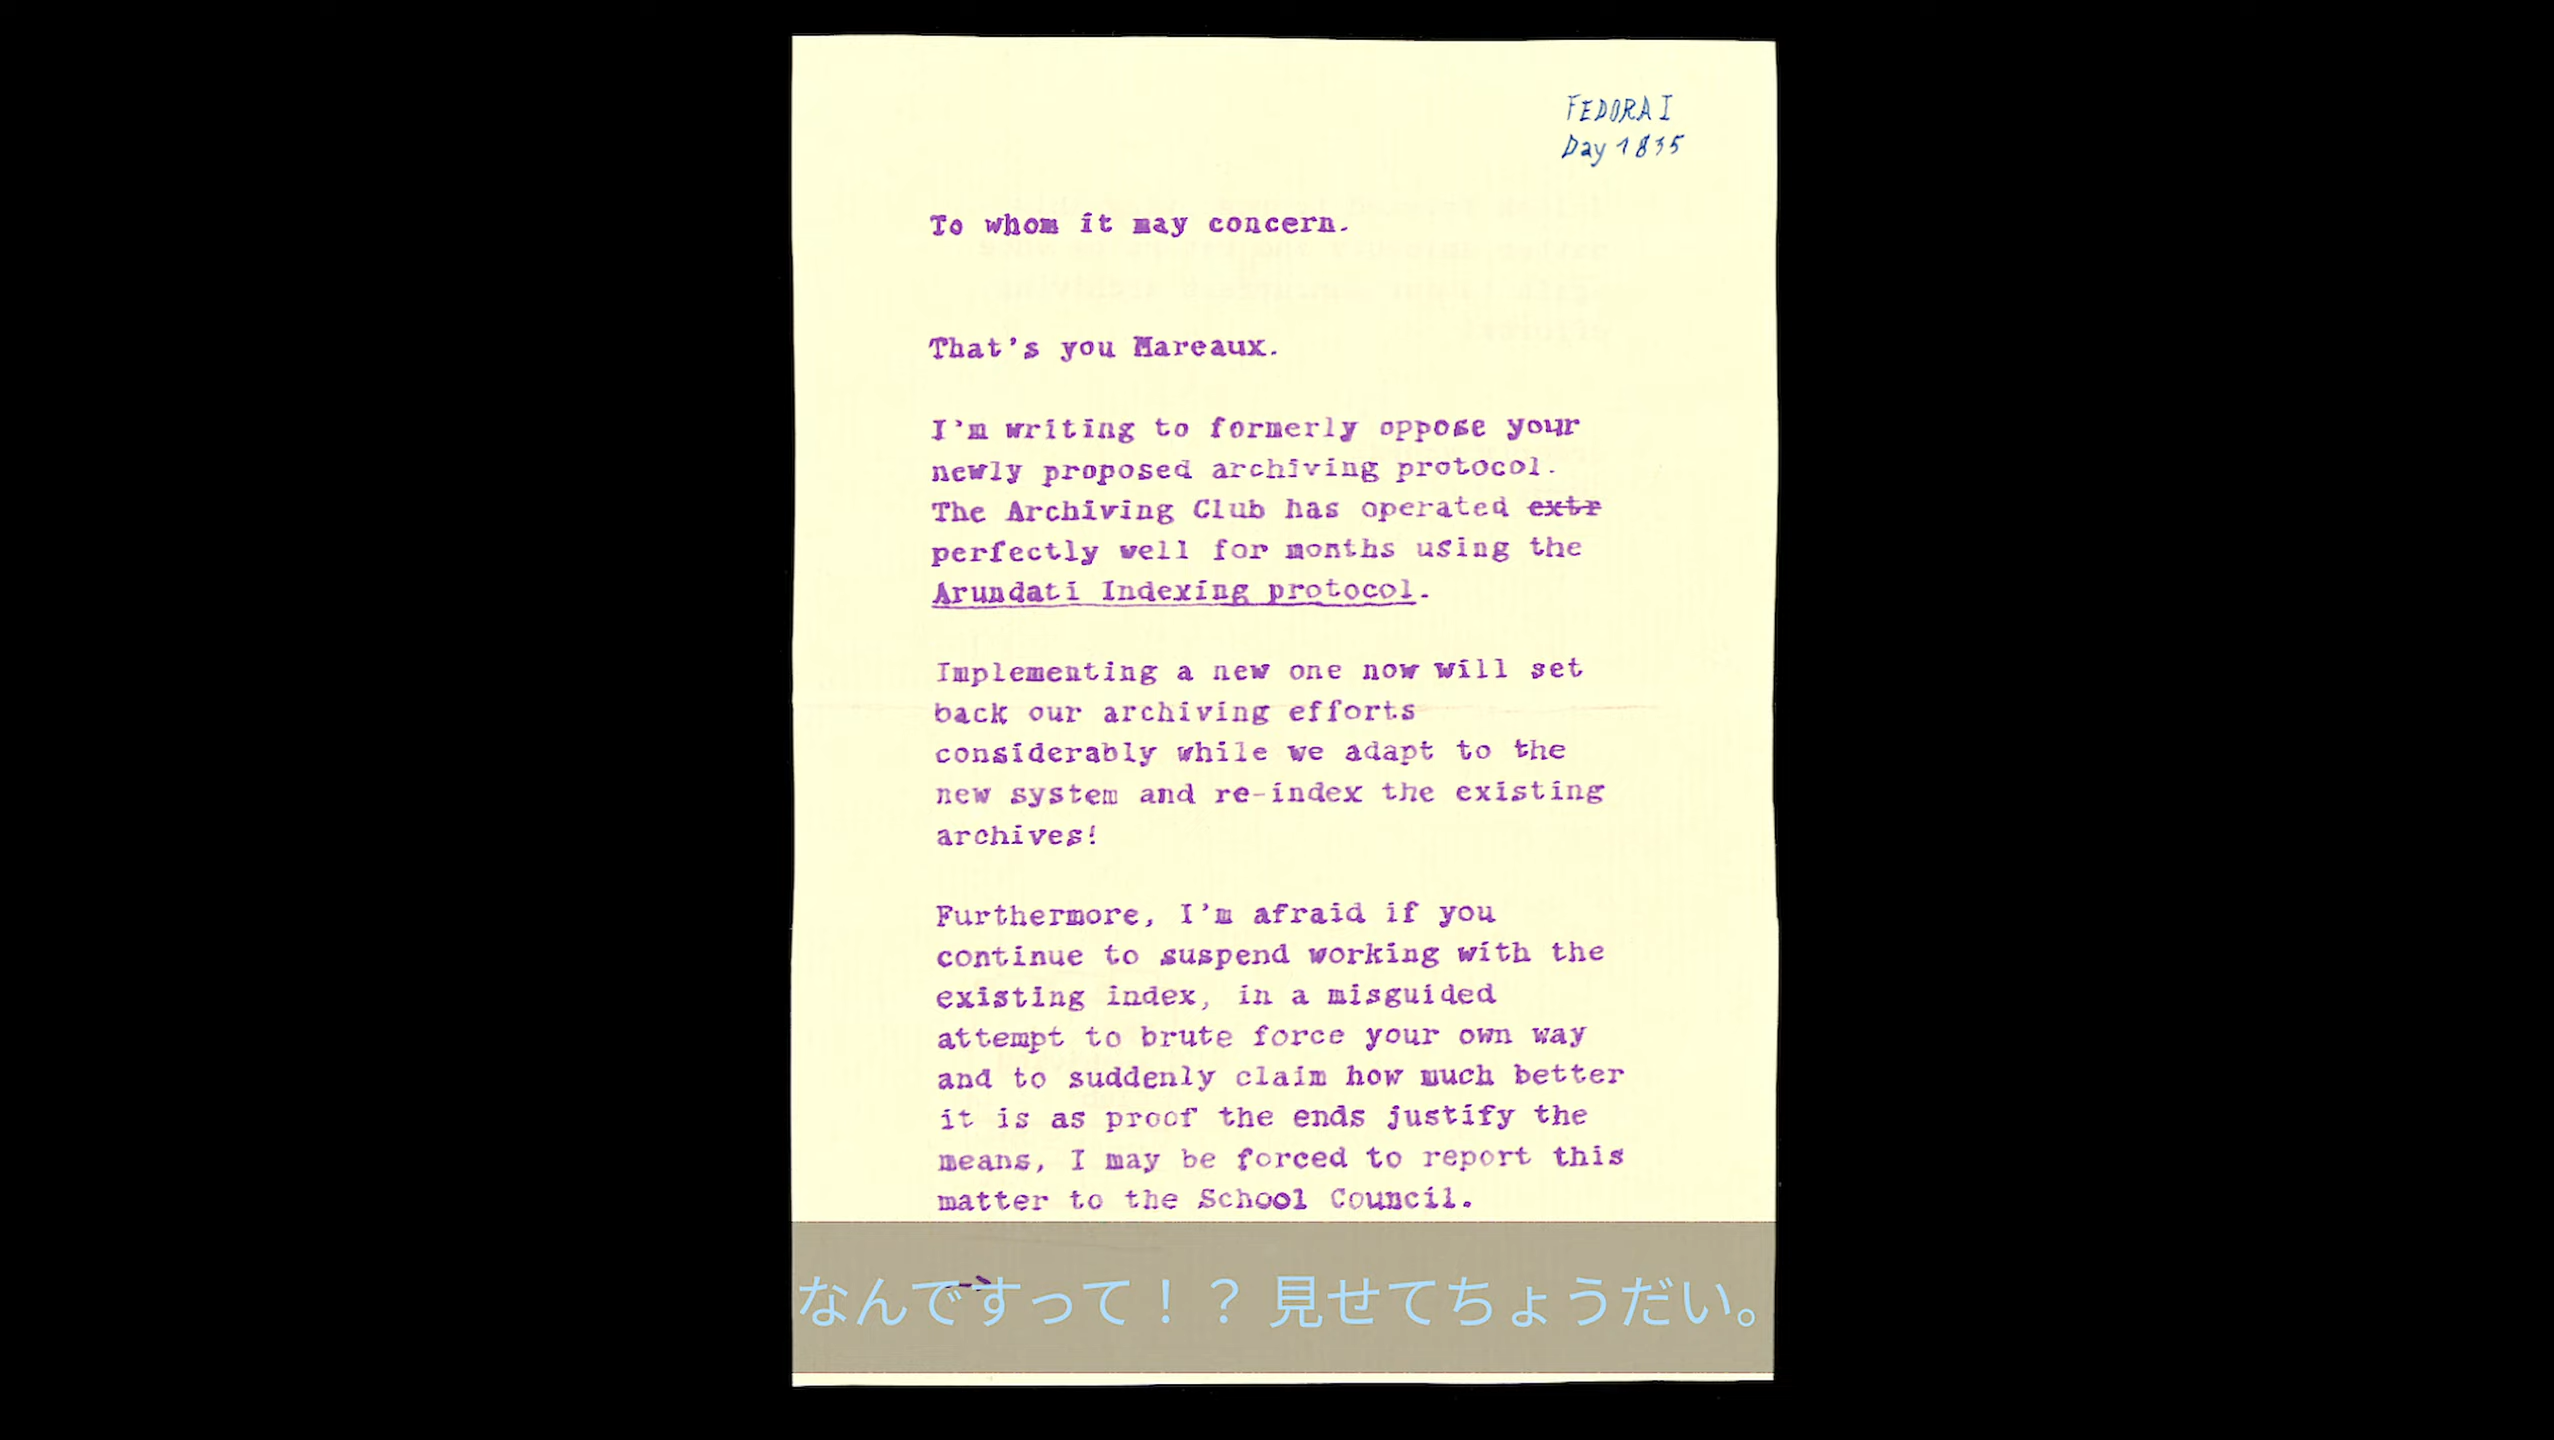 FEDORA I
Day 1835
To whom it may concern.
That's you Mareaux.
I'm writing to formerly oppose your
newly proposed archiving protocol.
The Archiving Club has operated extr
perfectly well for months using the
Arundati Indexing protocol.
Implementing a new one now will set
back our archiving efforts
considerably while we adapt to the
new system and re-index the existing
archives!
Furthermore, I'm afraid if you
continue to suspend working with the
existing index, in a misguided
attempt to brute force your own way
and to suddenly claim how much better
it is as proof the ends justify the
means, I may be forced to report this
matter to the School Council.
なんですって！？ 見せてちょうだい。